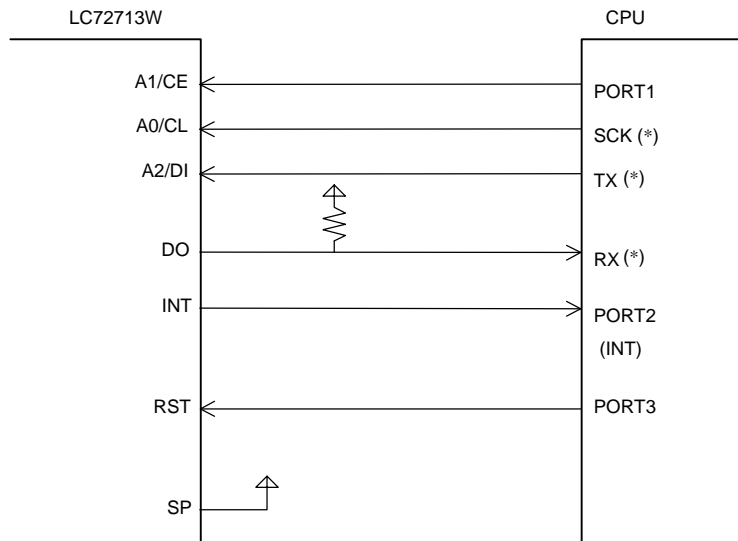 LC72713W
CPU
A1/CE
PORT1
A0/CL
SCK (*)
A2/DI
TX (*)
DO
RX (*)
INT
PORT2
(INT)
RST
PORT3
SP